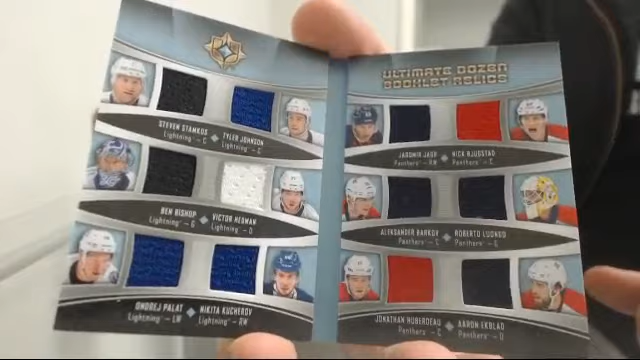 ULTIMATE DOZEN
BOOKLET RELICS
STEVEN STAMKOS ◆ TYLER JOHNSON
Lightning – C Lightning – C
BEN BISHOP ◆ VICTOR HEDMAN
Lightning – G Lightning – D
ONDREJ PALAT ◆ NIKITA KUCHEROV
Lightning – LW Lightning – RW
JAROMIR JAGR ◆ NICK BJUGSTAD
Panthers – RW Panthers – C
ALEKSANDER BARKOV ◆ ROBERTO LUONGO
Panthers – C Panthers – G
JONATHAN HUBERDEAU ◆ AARON EKBLAD
Panthers – C Panthers – D